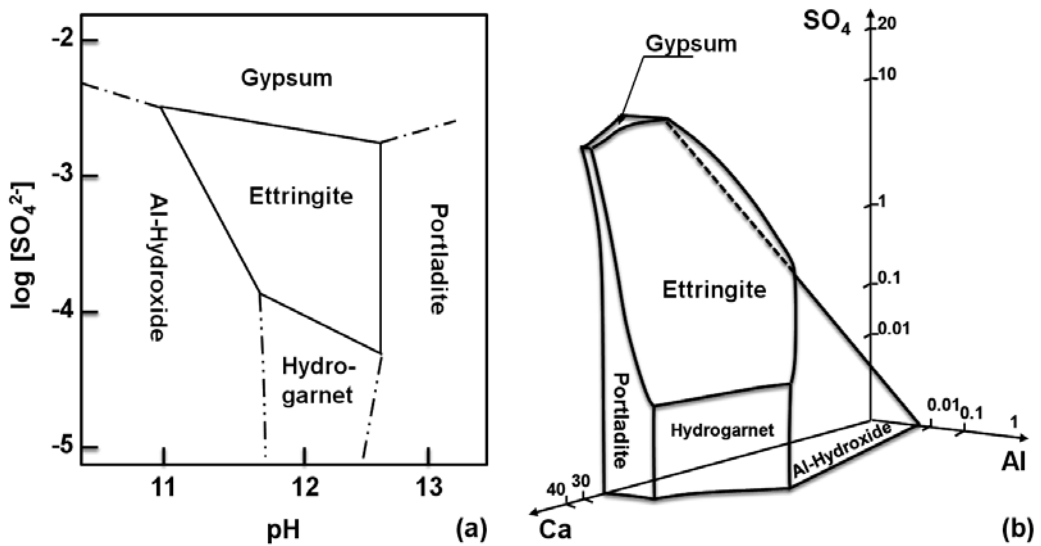 -2
-3
-4
-5
log [SO₄²⁻]
Gypsum
Ettringite
Al-Hydroxide
Portladite
Hydro-
garnet
11
12
13
pH
(a)
SO₄
20
10
1
0.1
0.01
Gypsum
Ettringite
Portladite
Hydrogarnet
Al-Hydroxide
0.01
0.1
1
Al
40
30
Ca
(b)